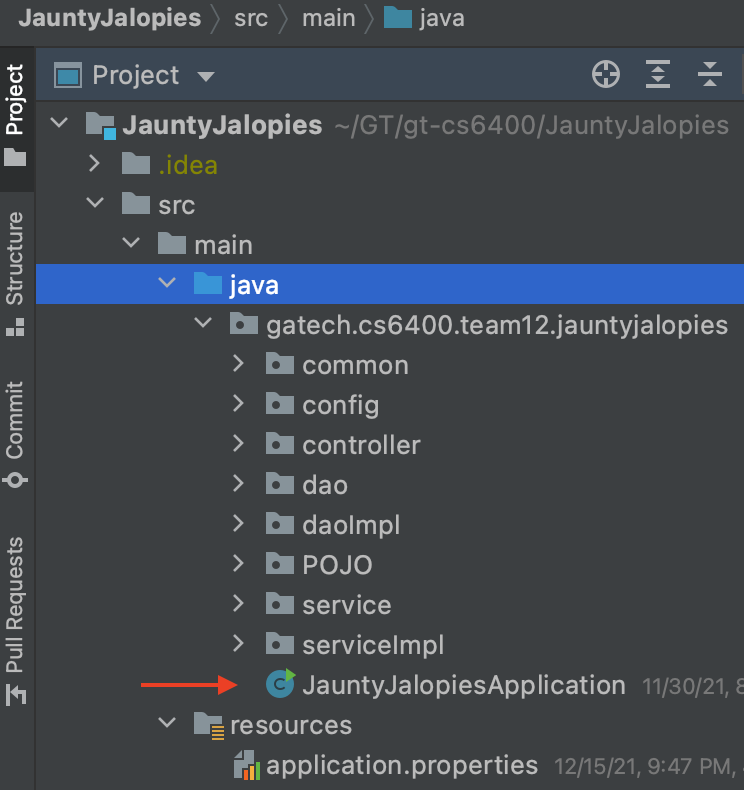 JauntyJalopies src main java
Project
Project
JauntyJalopies ~/GT/gt-cs6400/JauntyJalopies
.idea
src
main
java
gatech.cs6400.team12.jauntyjalopies
common
config
controller
dao
daoImpl
POJO
service
serviceImpl
JauntyJalopiesApplication 11/30/21, 8
resources
application.properties 12/15/21, 9:47 PM,
Structure
Commit
Pull Requests